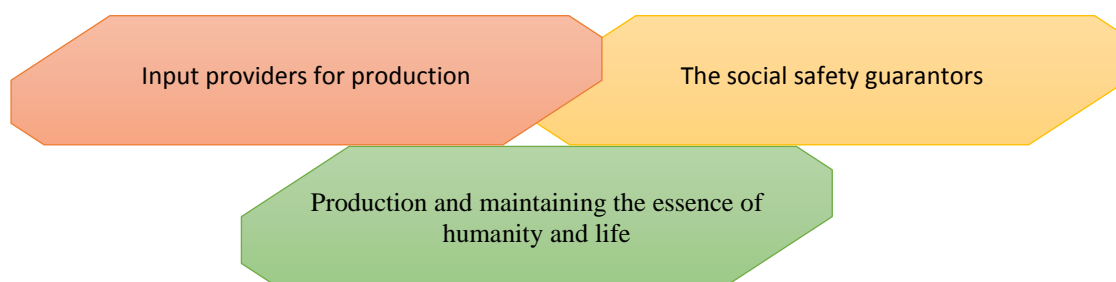 Input providers for production
The social safety guarantors
Production and maintaining the essence of
humanity and life